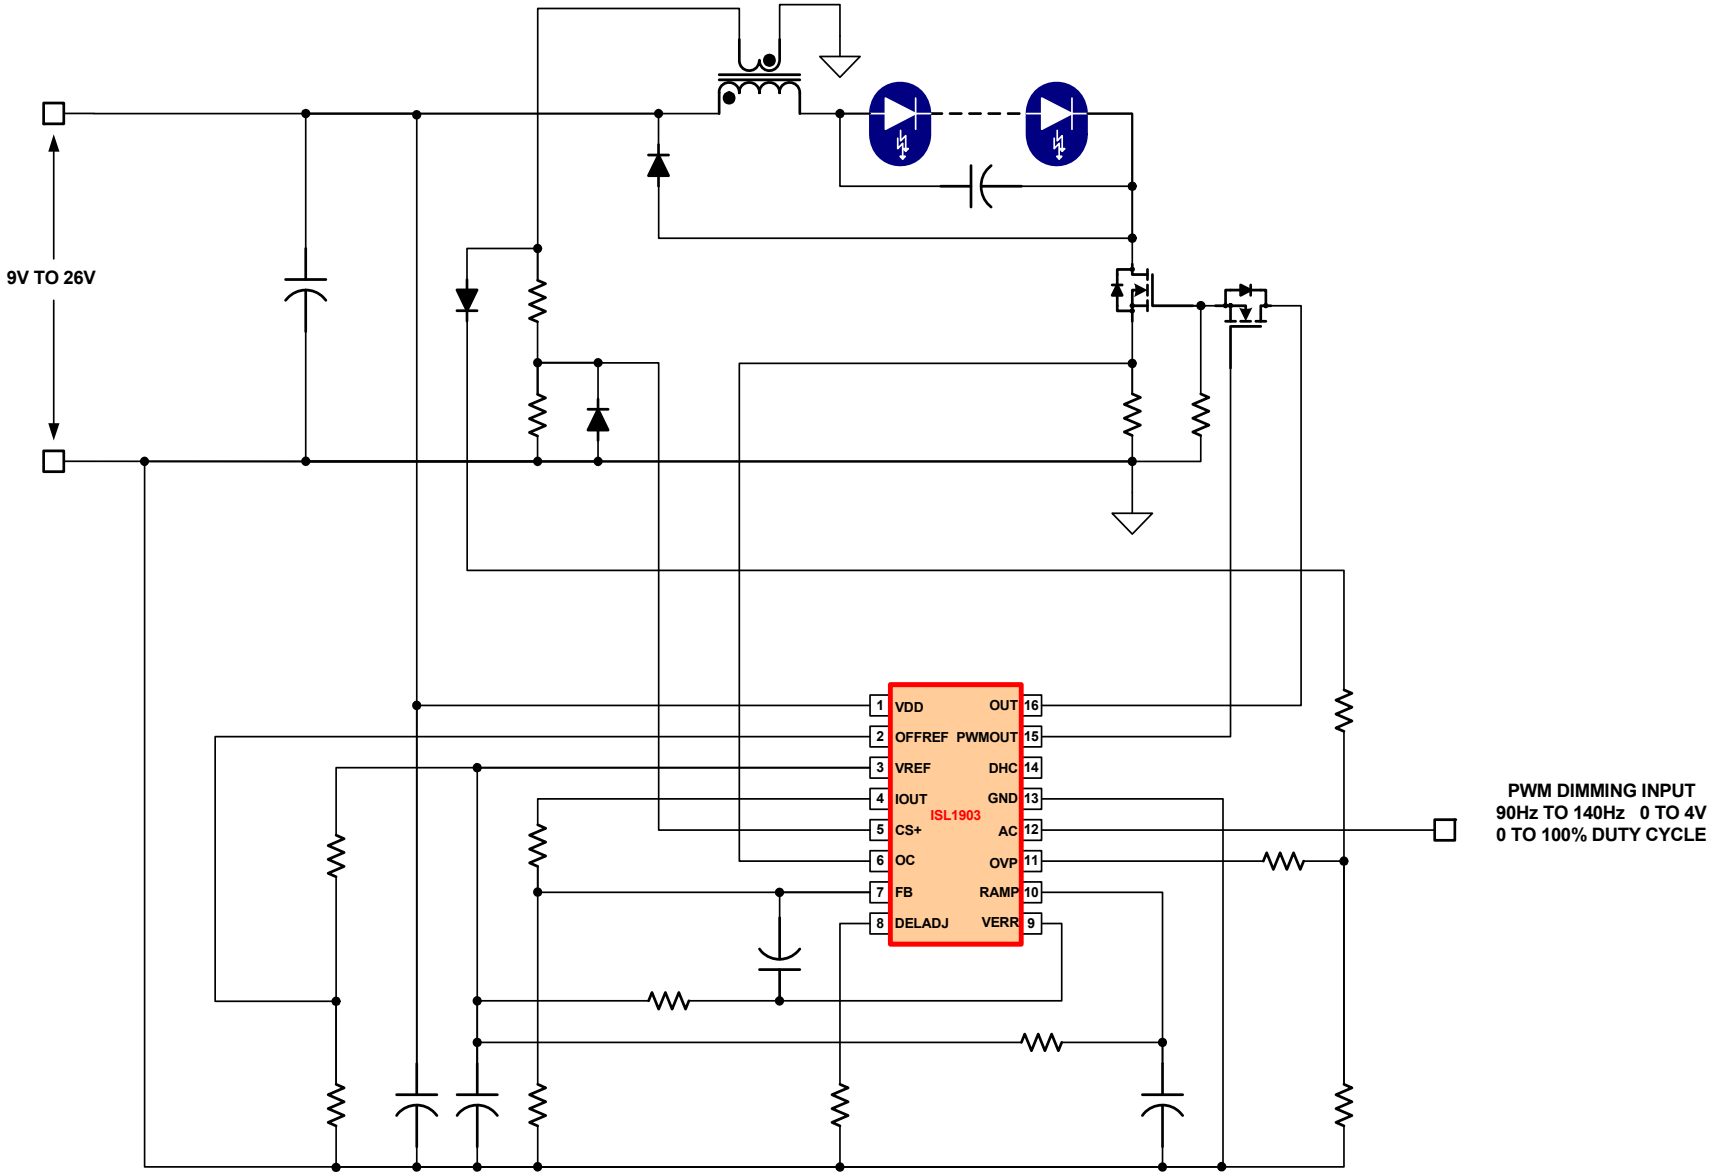 9V TO 26V
1 VDD OUT 16
2 OFFREF PWMOUT 15
3 VREF DHC 14
4 IOUT GND 13
ISL1903
5 CS+ AC 12
6 OC OVP 11
7 FB RAMP 10
8 DELADJ VERR 9
PWM DIMMING INPUT
90Hz TO 140Hz 0 TO 4V
0 TO 100% DUTY CYCLE